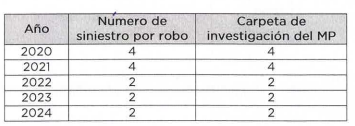 Año | Número de siniestro por robo | Carpeta de investigación del MP
2020 | 4 | 4
2021 | 4 | 4
2022 | 2 | 2
2023 | 2 | 2
2024 | 2 | 2